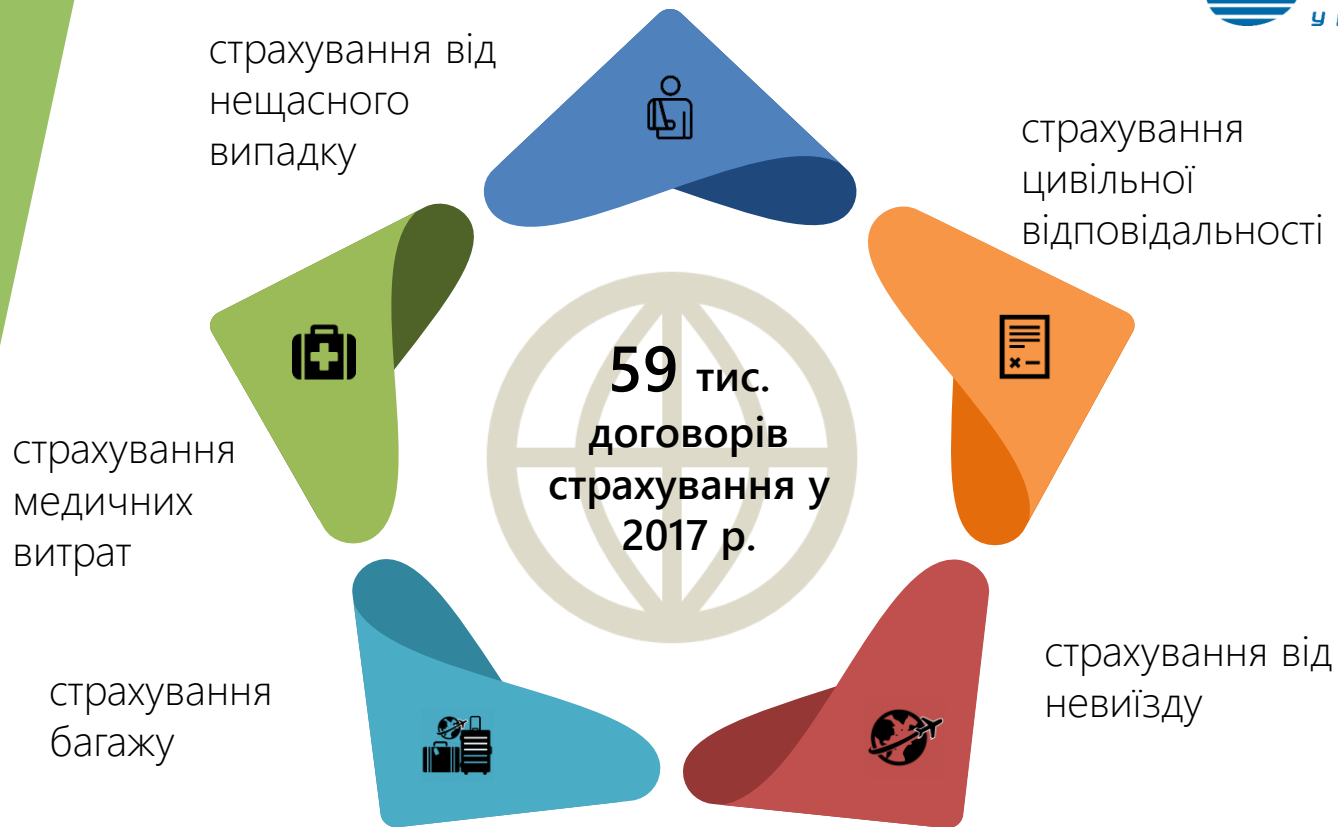 страхування від
нещасного
випадку
страхування
цивільної
відповідальності
59 тис.
договорів
страхування у
2017 р.
страхування
медичних
витрат
страхування від
невиїзду
страхування
багажу